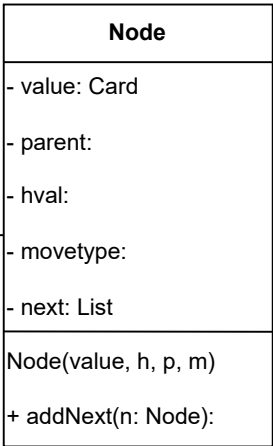 Node
- value: Card
- parent:
- hval:
- movetype:
- next: List
Node(value, h, p, m)
+ addNext(n: Node):